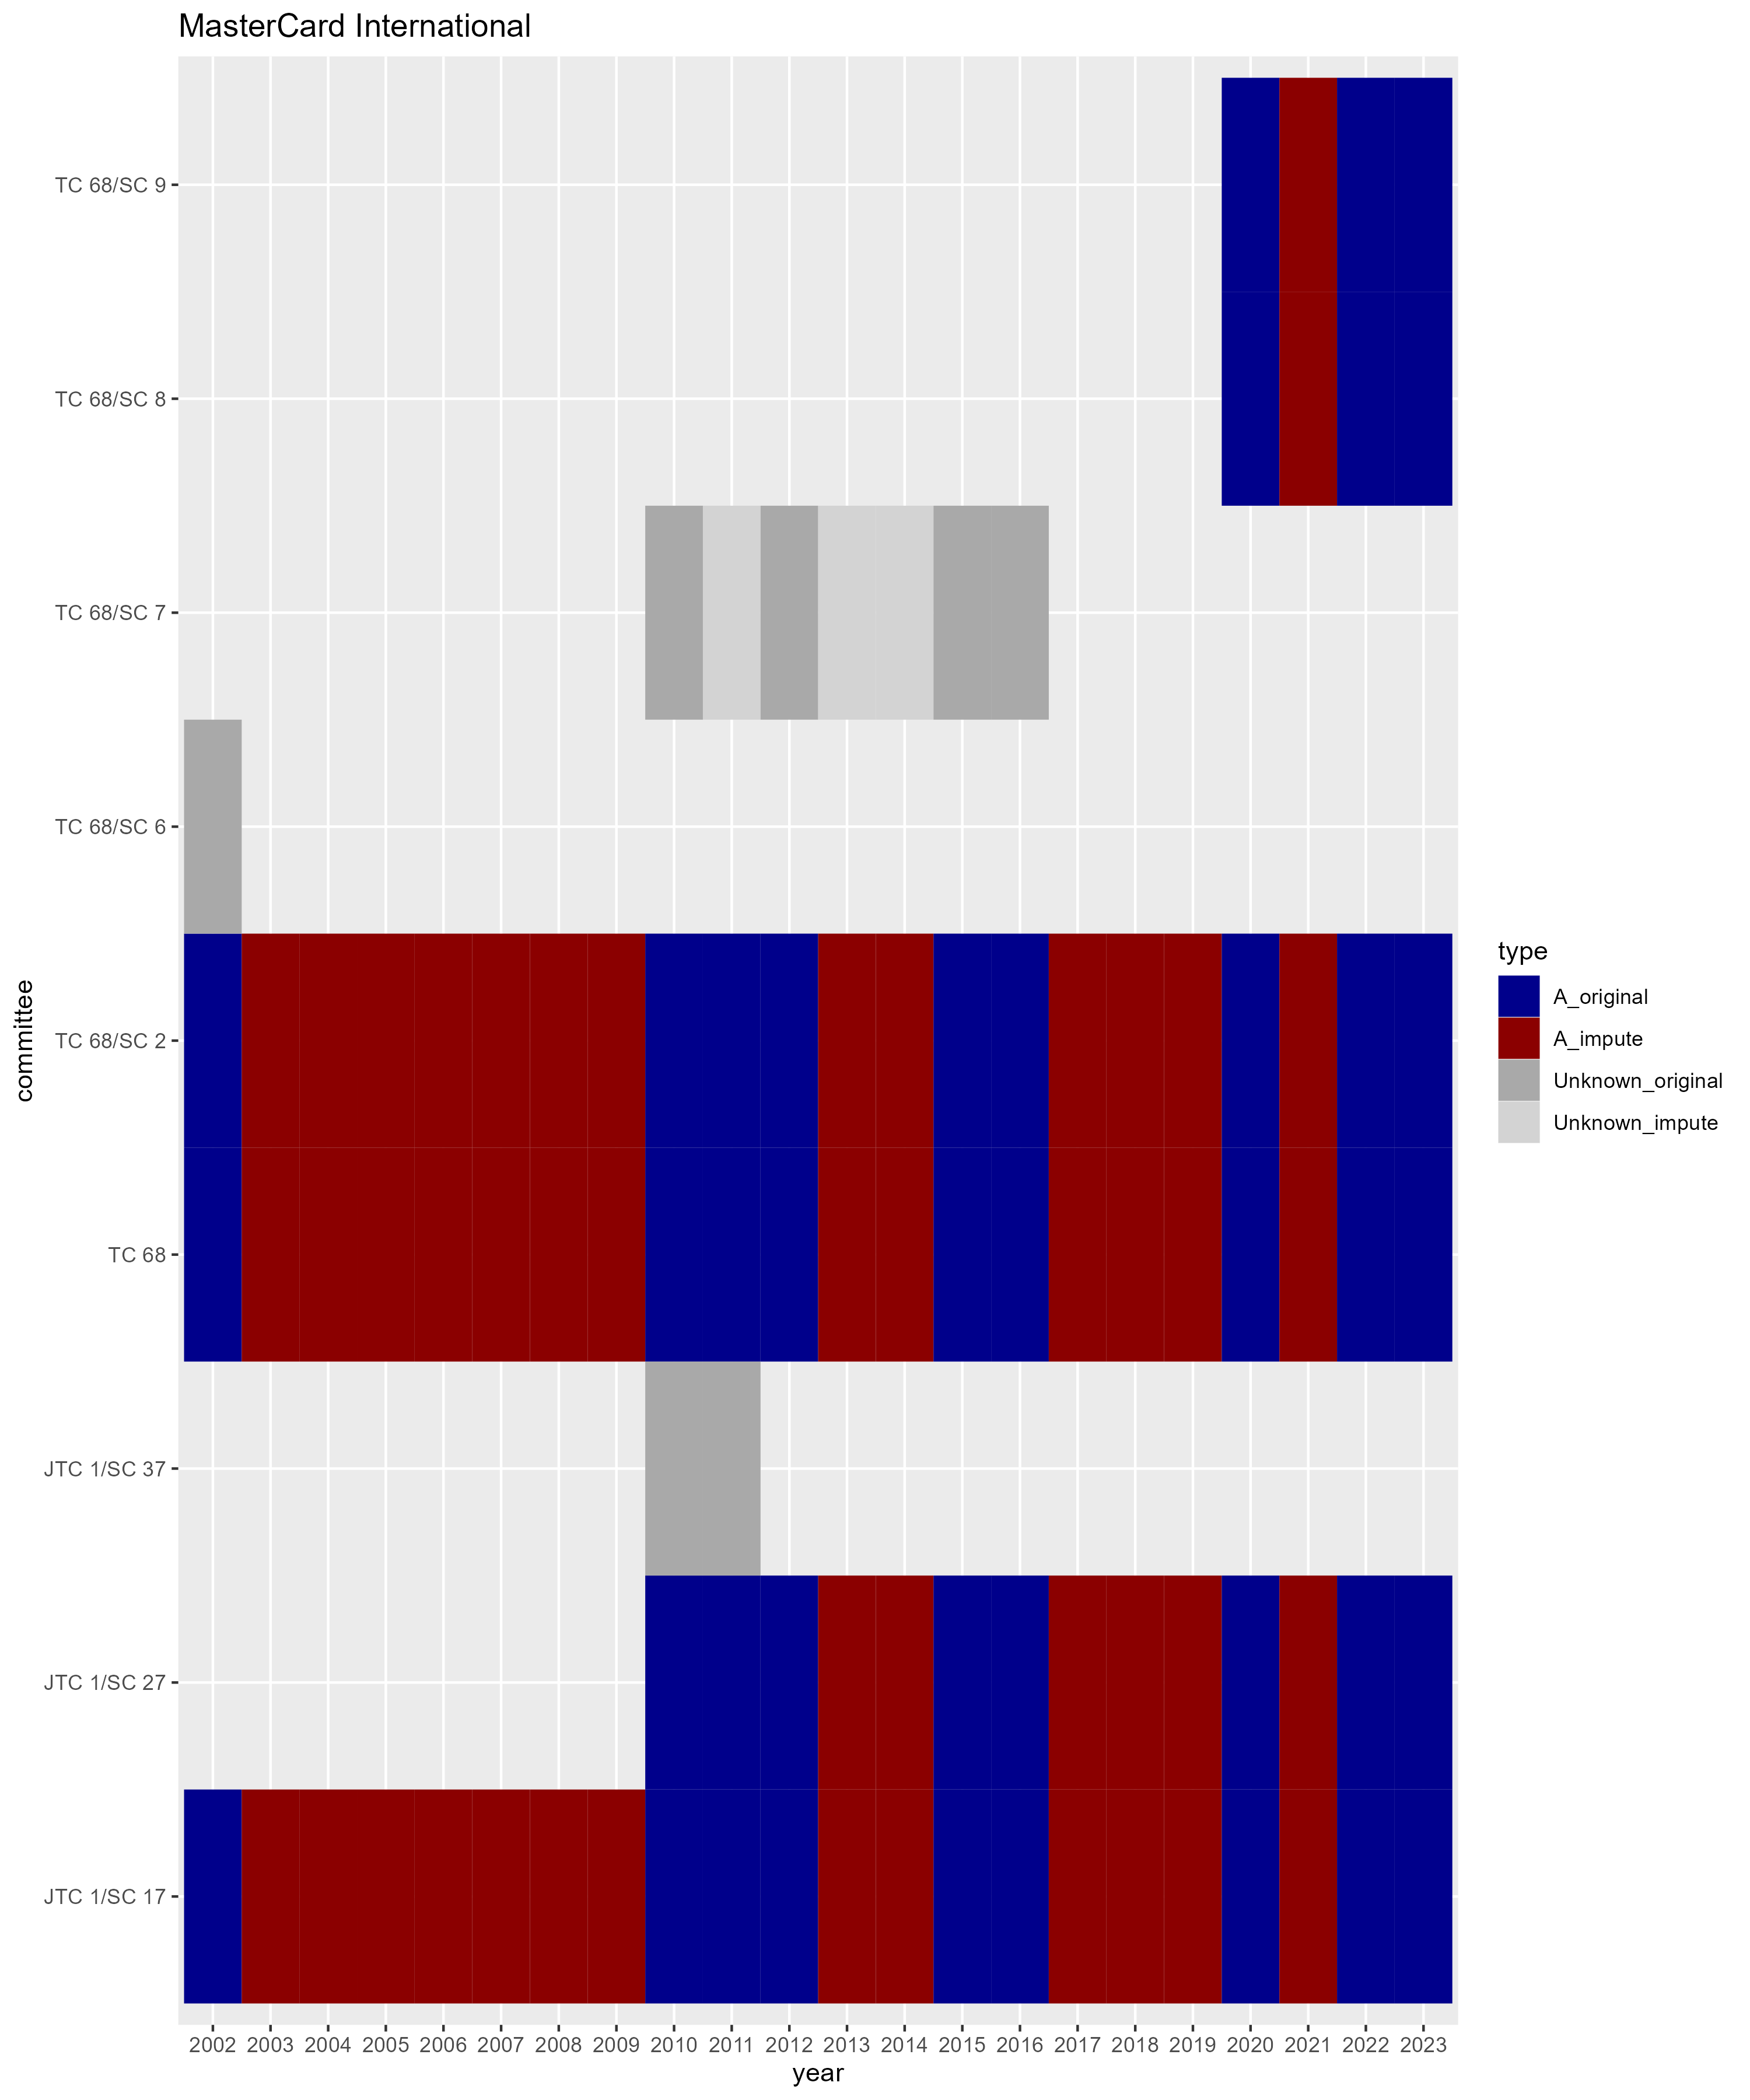 MasterCard International
TC 68/SC 9
TC 68/SC 8
TC 68/SC 7
TC 68/SC 6
TC 68/SC 2
TC 68
JTC 1/SC 37
JTC 1/SC 27
JTC 1/SC 17
committee
2002 2003 2004 2005 2006 2007 2008 2009 2010 2011 2012 2013 2014 2015 2016 2017 2018 2019 2020 2021 2022 2023
year
type
A_original
A_impute
Unknown_original
Unknown_impute